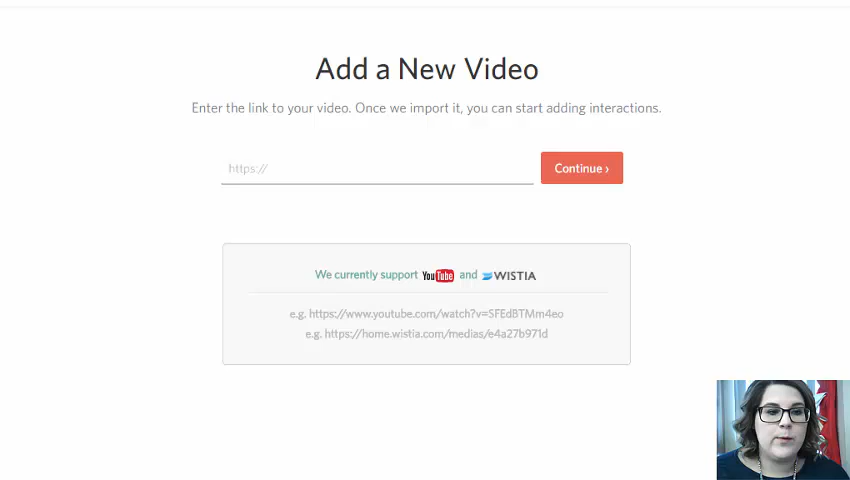 Add a New Video
Enter the link to your video. Once we import it, you can start adding interactions.
https://
Continue ›
We currently support YouTube and WISTIA
e.g. https://www.youtube.com/watch?v=SFEdBTMm4eo
e.g. https://home.wistia.com/medias/e4a27b971d